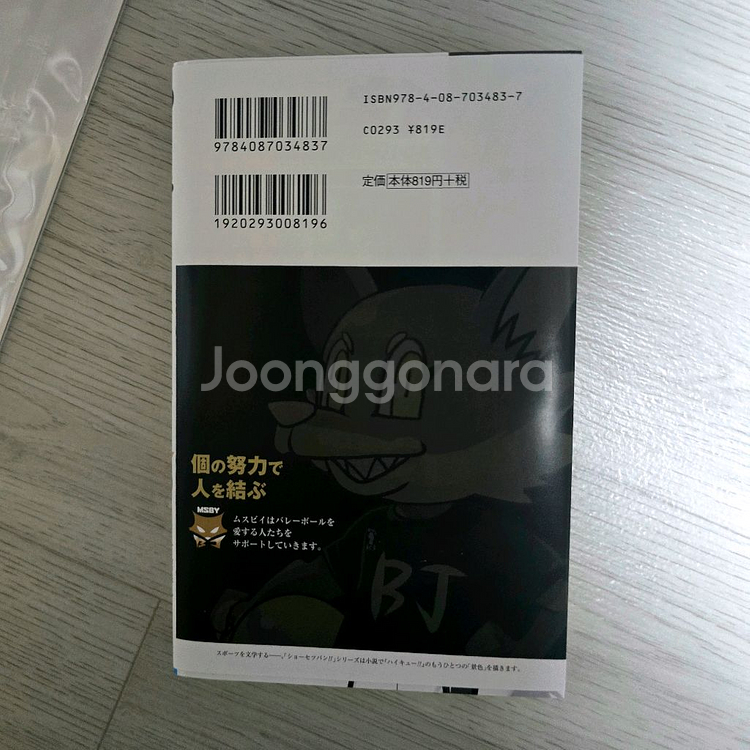 ISBN978-4-08-703483-7
9784087034837
C0293 ¥819E
定価 本体819円+税
1920293008196
Joonggonara
個の努力で
人を結ぶ
MSBY
ムスビイはバレーボールを
愛する人たちを
サポートしていきます。
BJ
スポーツを文学する――。「ショーセツバン!!」シリーズは小説で『ハイキュー!!』のもうひとつの「景色」を描きます。